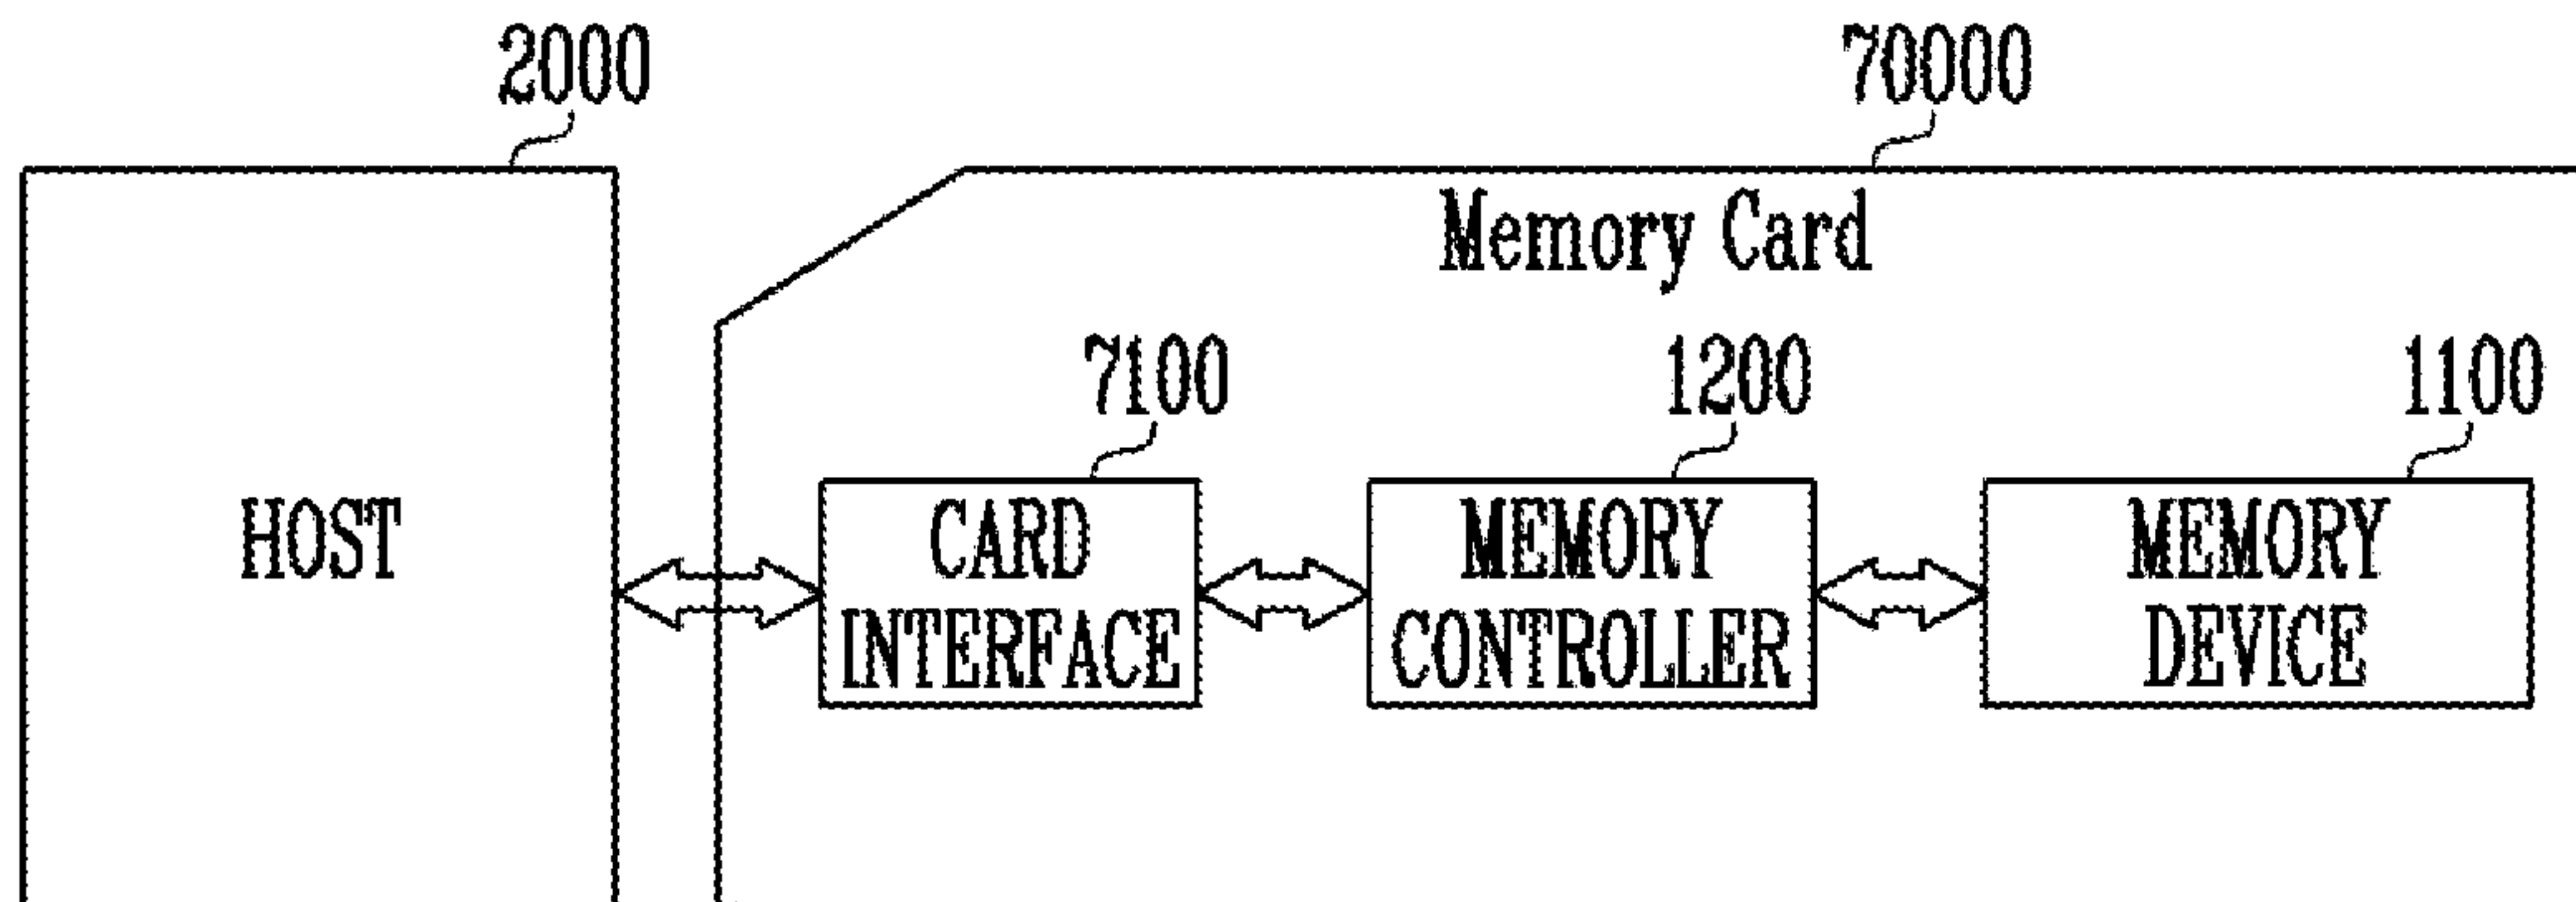 2000
70000
Memory Card
7100
1200
1100
HOST
CARD
INTERFACE
MEMORY
CONTROLLER
MEMORY
DEVICE